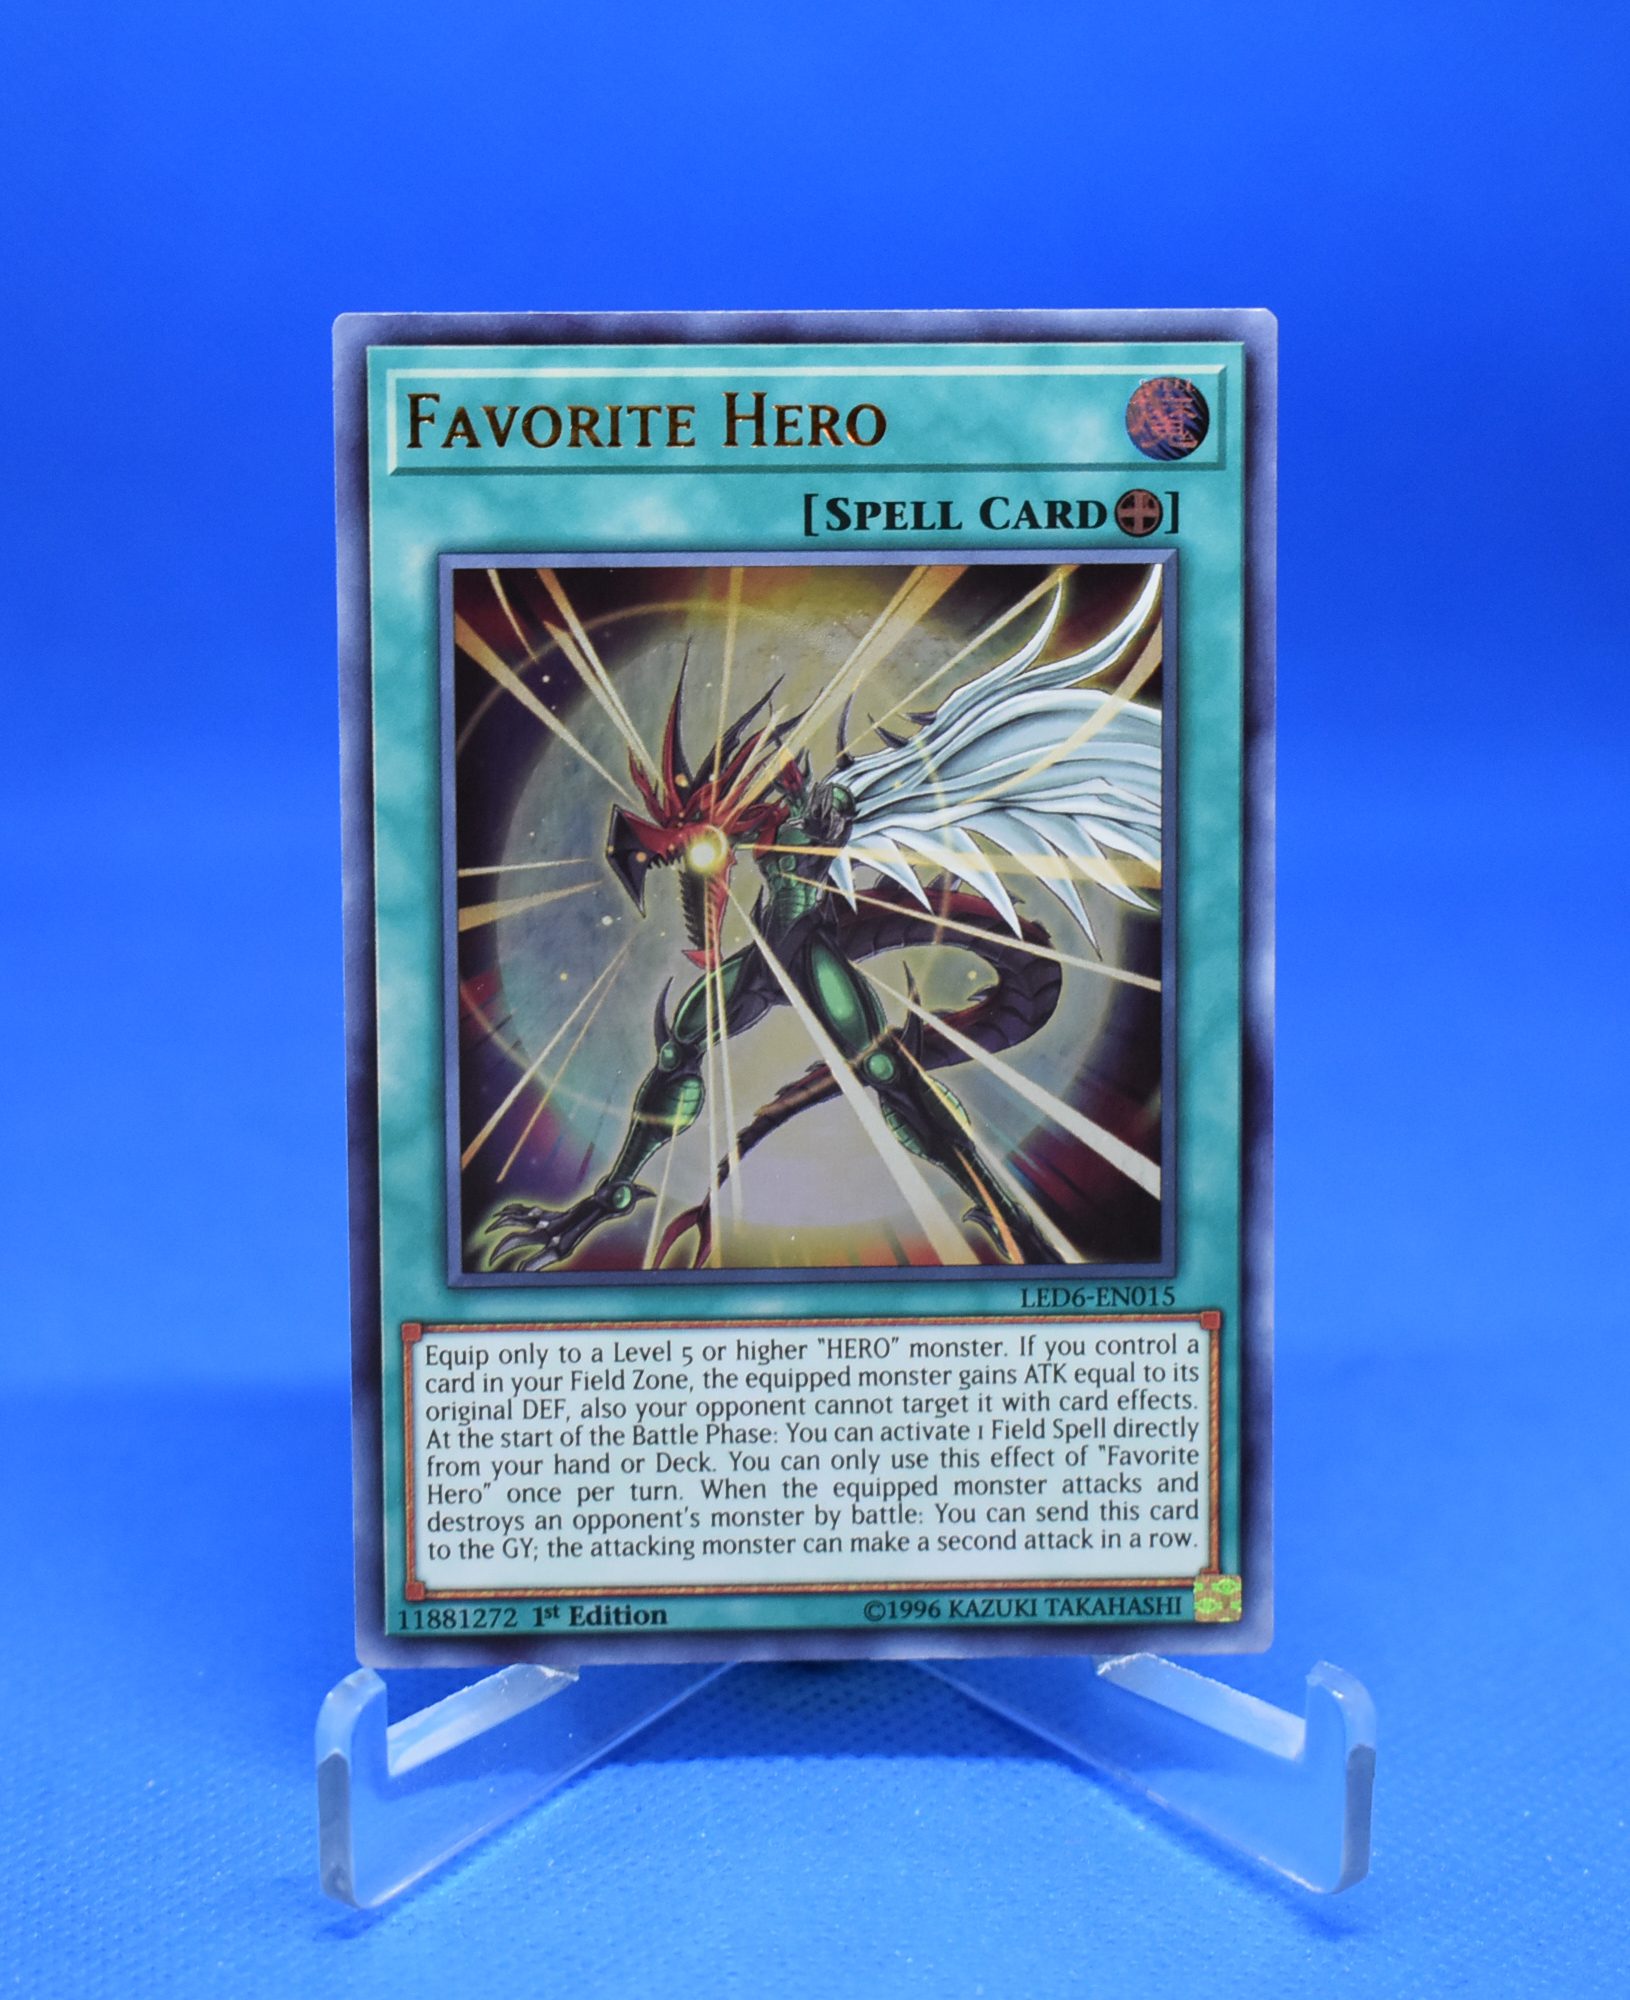 FAVORITE HERO
魔
[SPELL CARD]
LED6-EN015
Equip only to a Level 5 or higher "HERO" monster. If you control a
card in your Field Zone, the equipped monster gains ATK equal to its
original DEF, also your opponent cannot target it with card effects.
At the start of the Battle Phase: You can activate 1 Field Spell directly
from your hand or Deck. You can only use this effect of "Favorite
Hero" once per turn. When the equipped monster attacks and
destroys an opponent's monster by battle: You can send this card
to the GY; the attacking monster can make a second attack in a row.
11881272 1st Edition
©1996 KAZUKI TAKAHASHI